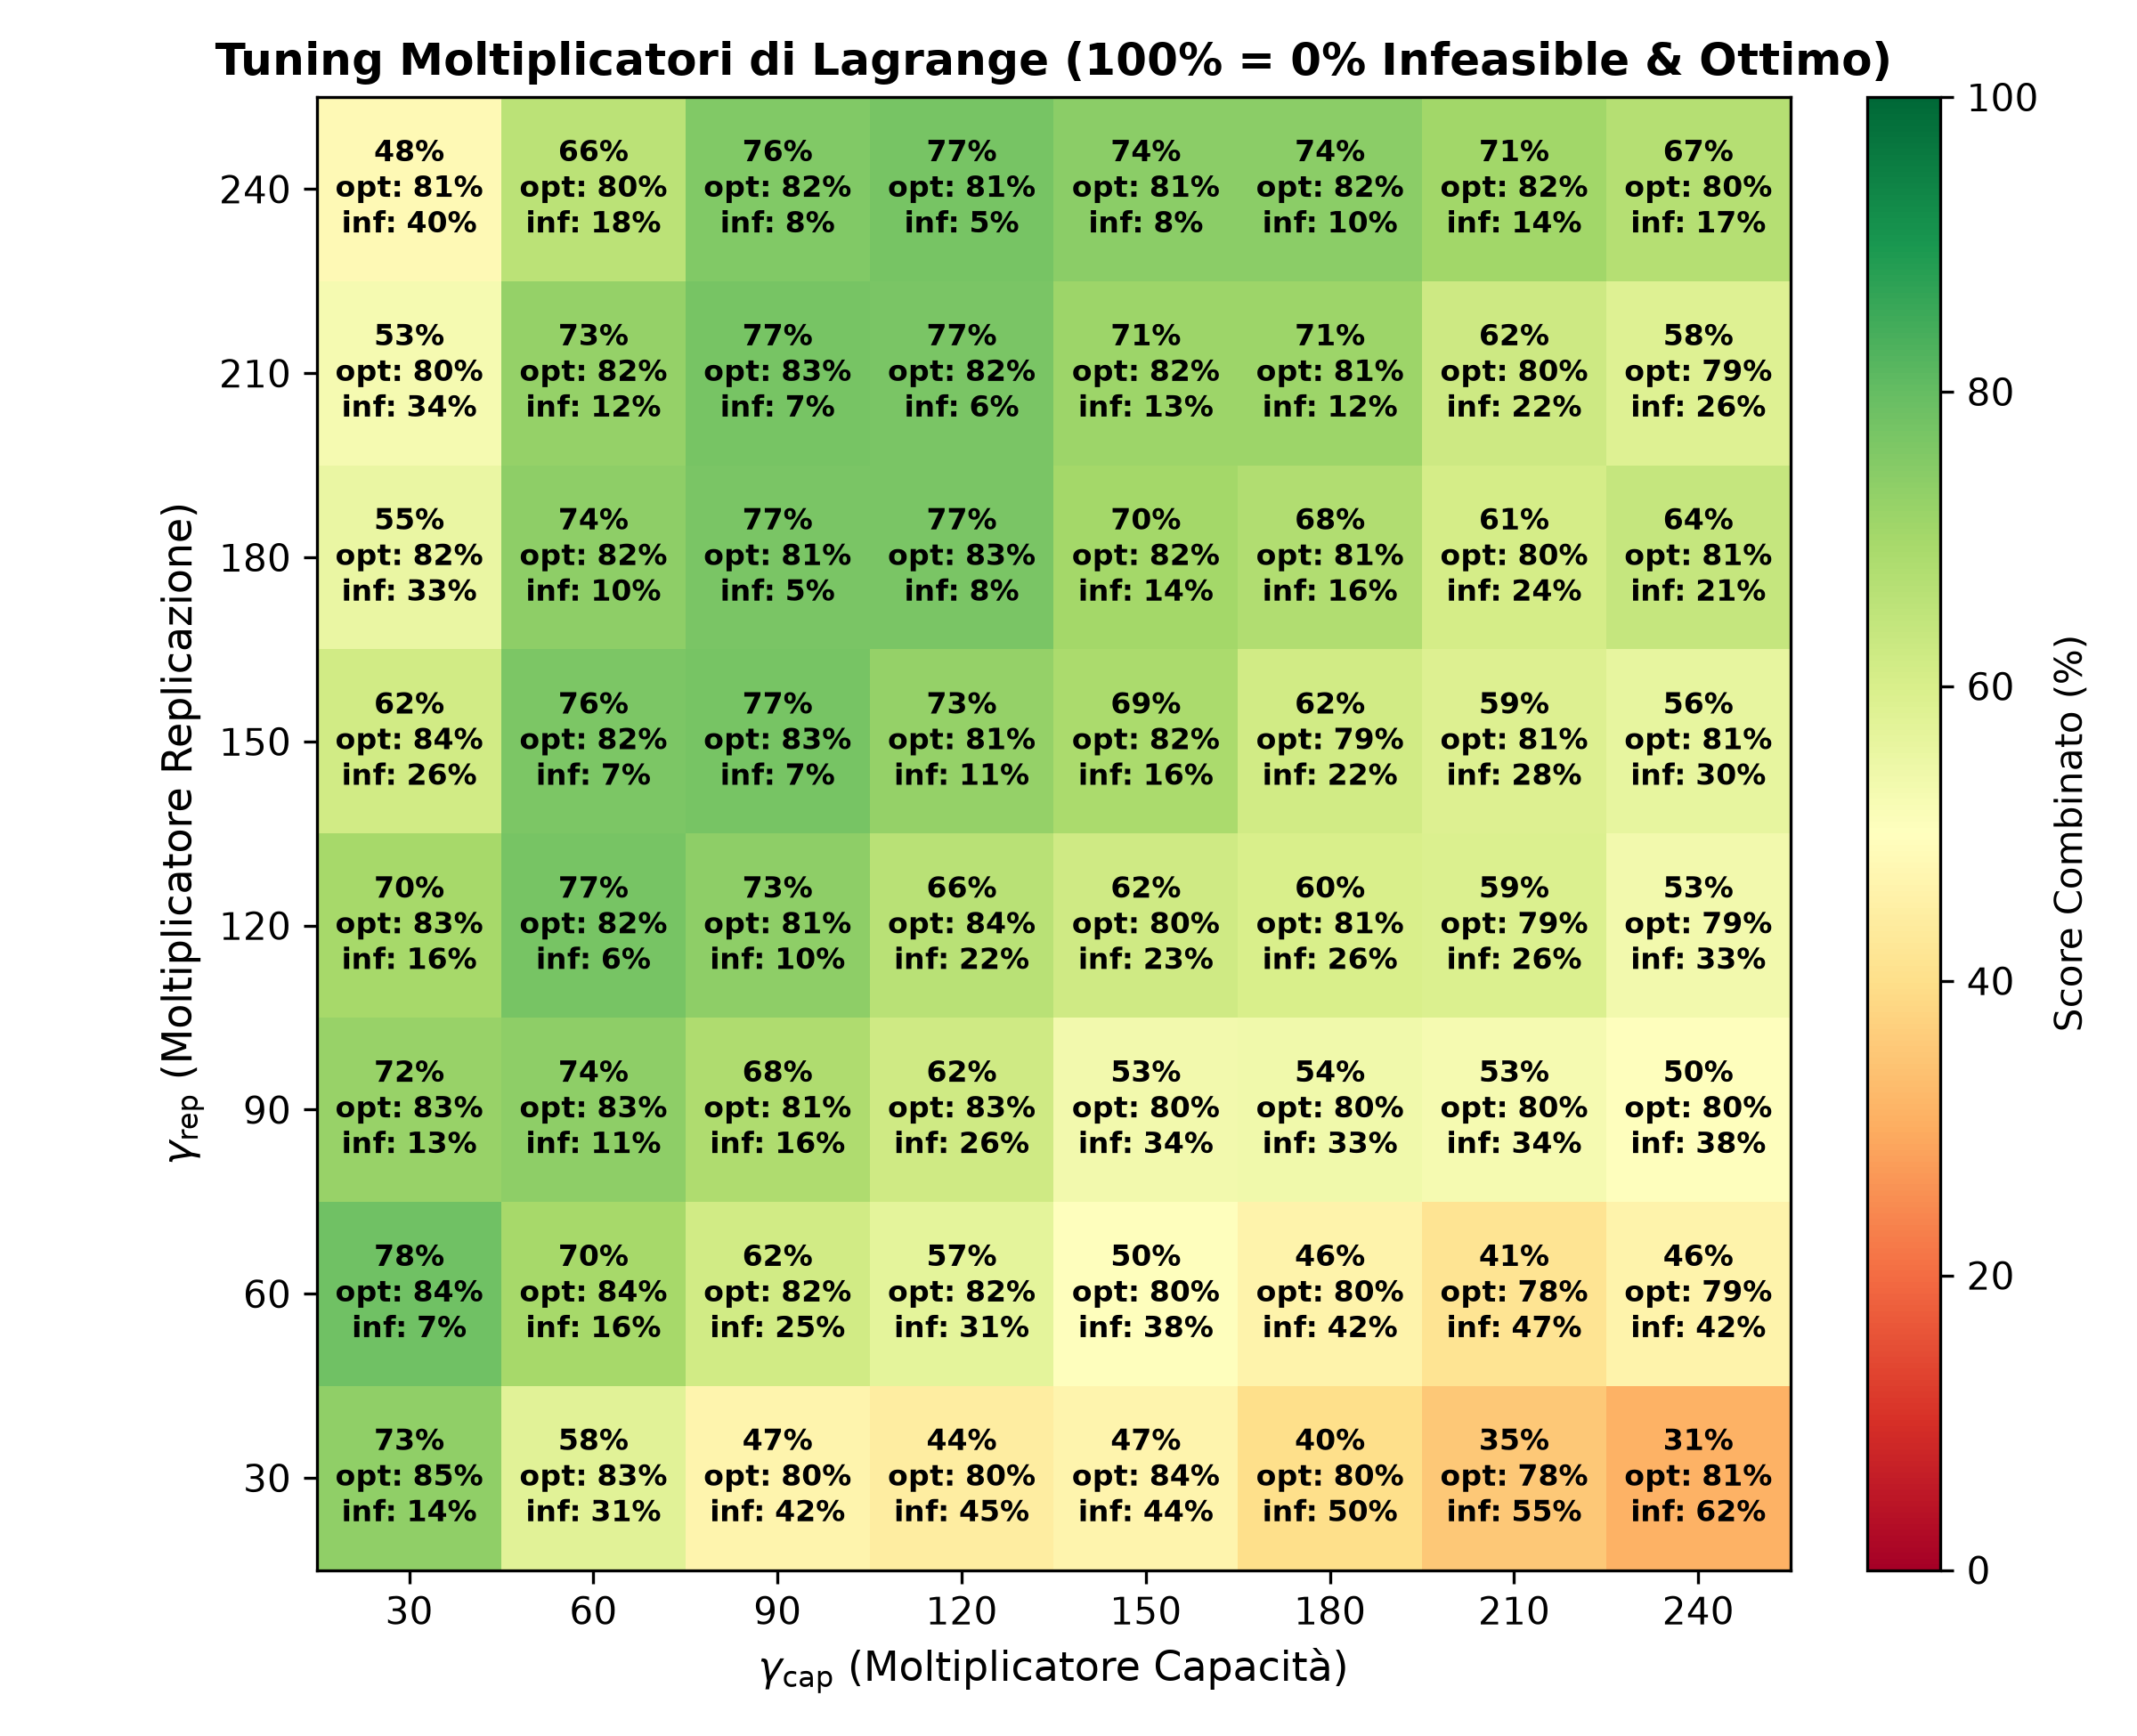 Tuning Moltiplicatori di Lagrange (100% = 0% Infeasible & Ottimo)
γrep (Moltiplicatore Replicazione)
240
48% 66% 76% 77% 74% 74% 71% 67%
opt: 81% opt: 80% opt: 82% opt: 81% opt: 81% opt: 82% opt: 82% opt: 80%
inf: 40% inf: 18% inf: 8% inf: 5% inf: 8% inf: 10% inf: 14% inf: 17%
210
53% 73% 77% 77% 71% 71% 62% 58%
opt: 80% opt: 82% opt: 83% opt: 82% opt: 82% opt: 81% opt: 80% opt: 79%
inf: 34% inf: 12% inf: 7% inf: 6% inf: 13% inf: 12% inf: 22% inf: 26%
180
55% 74% 77% 77% 70% 68% 61% 64%
opt: 82% opt: 82% opt: 81% opt: 83% opt: 82% opt: 81% opt: 80% opt: 81%
inf: 33% inf: 10% inf: 5% inf: 8% inf: 14% inf: 16% inf: 24% inf: 21%
150
62% 76% 77% 73% 69% 62% 59% 56%
opt: 84% opt: 82% opt: 83% opt: 81% opt: 82% opt: 79% opt: 81% opt: 81%
inf: 26% inf: 7% inf: 7% inf: 11% inf: 16% inf: 22% inf: 28% inf: 30%
120
70% 77% 73% 66% 62% 60% 59% 53%
opt: 83% opt: 82% opt: 81% opt: 84% opt: 80% opt: 81% opt: 79% opt: 79%
inf: 16% inf: 6% inf: 10% inf: 22% inf: 23% inf: 26% inf: 26% inf: 33%
90
72% 74% 68% 62% 53% 54% 53% 50%
opt: 83% opt: 83% opt: 81% opt: 83% opt: 80% opt: 80% opt: 80% opt: 80%
inf: 13% inf: 11% inf: 16% inf: 26% inf: 34% inf: 33% inf: 34% inf: 38%
60
78% 70% 62% 57% 50% 46% 41% 46%
opt: 84% opt: 84% opt: 82% opt: 82% opt: 80% opt: 80% opt: 78% opt: 79%
inf: 7% inf: 16% inf: 25% inf: 31% inf: 38% inf: 42% inf: 47% inf: 42%
30
73% 58% 47% 44% 47% 40% 35% 31%
opt: 85% opt: 83% opt: 80% opt: 80% opt: 84% opt: 80% opt: 78% opt: 81%
inf: 14% inf: 31% inf: 42% inf: 45% inf: 44% inf: 50% inf: 55% inf: 62%
30 60 90 120 150 180 210 240
γcap (Moltiplicatore Capacità)
100
80
60
40
20
0
Score Combinato (%)